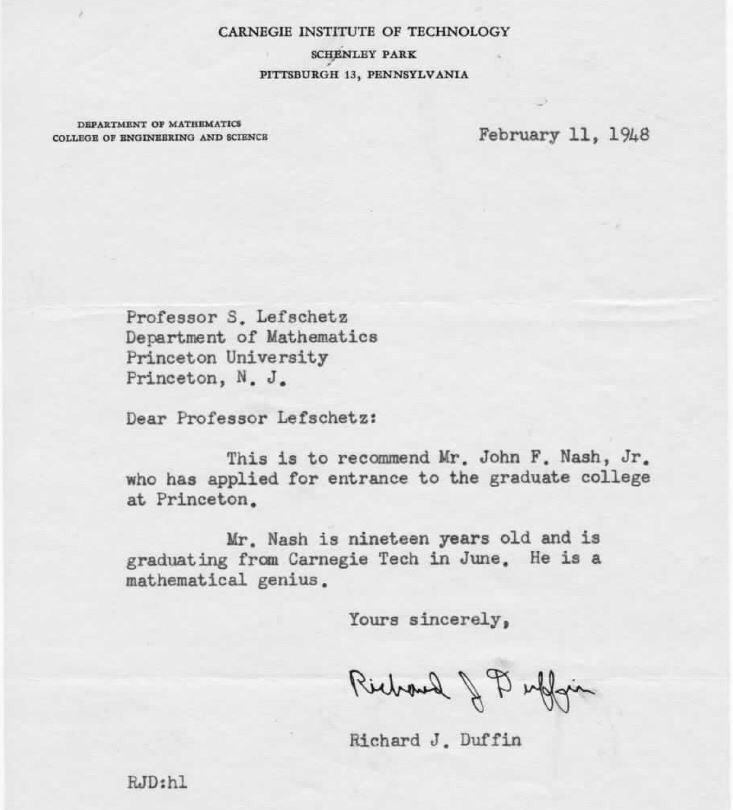 CARNEGIE INSTITUTE OF TECHNOLOGY
SCHENLEY PARK
PITTSBURGH 13, PENNSYLVANIA
DEPARTMENT OF MATHEMATICS
COLLEGE OF ENGINEERING AND SCIENCE
February 11, 1948
Professor S. Lefschetz
Department of Mathematics
Princeton University
Princeton, N. J.
Dear Professor Lefschetz:
This is to recommend Mr. John F. Nash, Jr.
who has applied for entrance to the graduate college
at Princeton.
Mr. Nash is nineteen years old and is
graduating from Carnegie Tech in June. He is a
mathematical genius.
Yours sincerely,
Richard J Duffin
Richard J. Duffin
RJD:hl